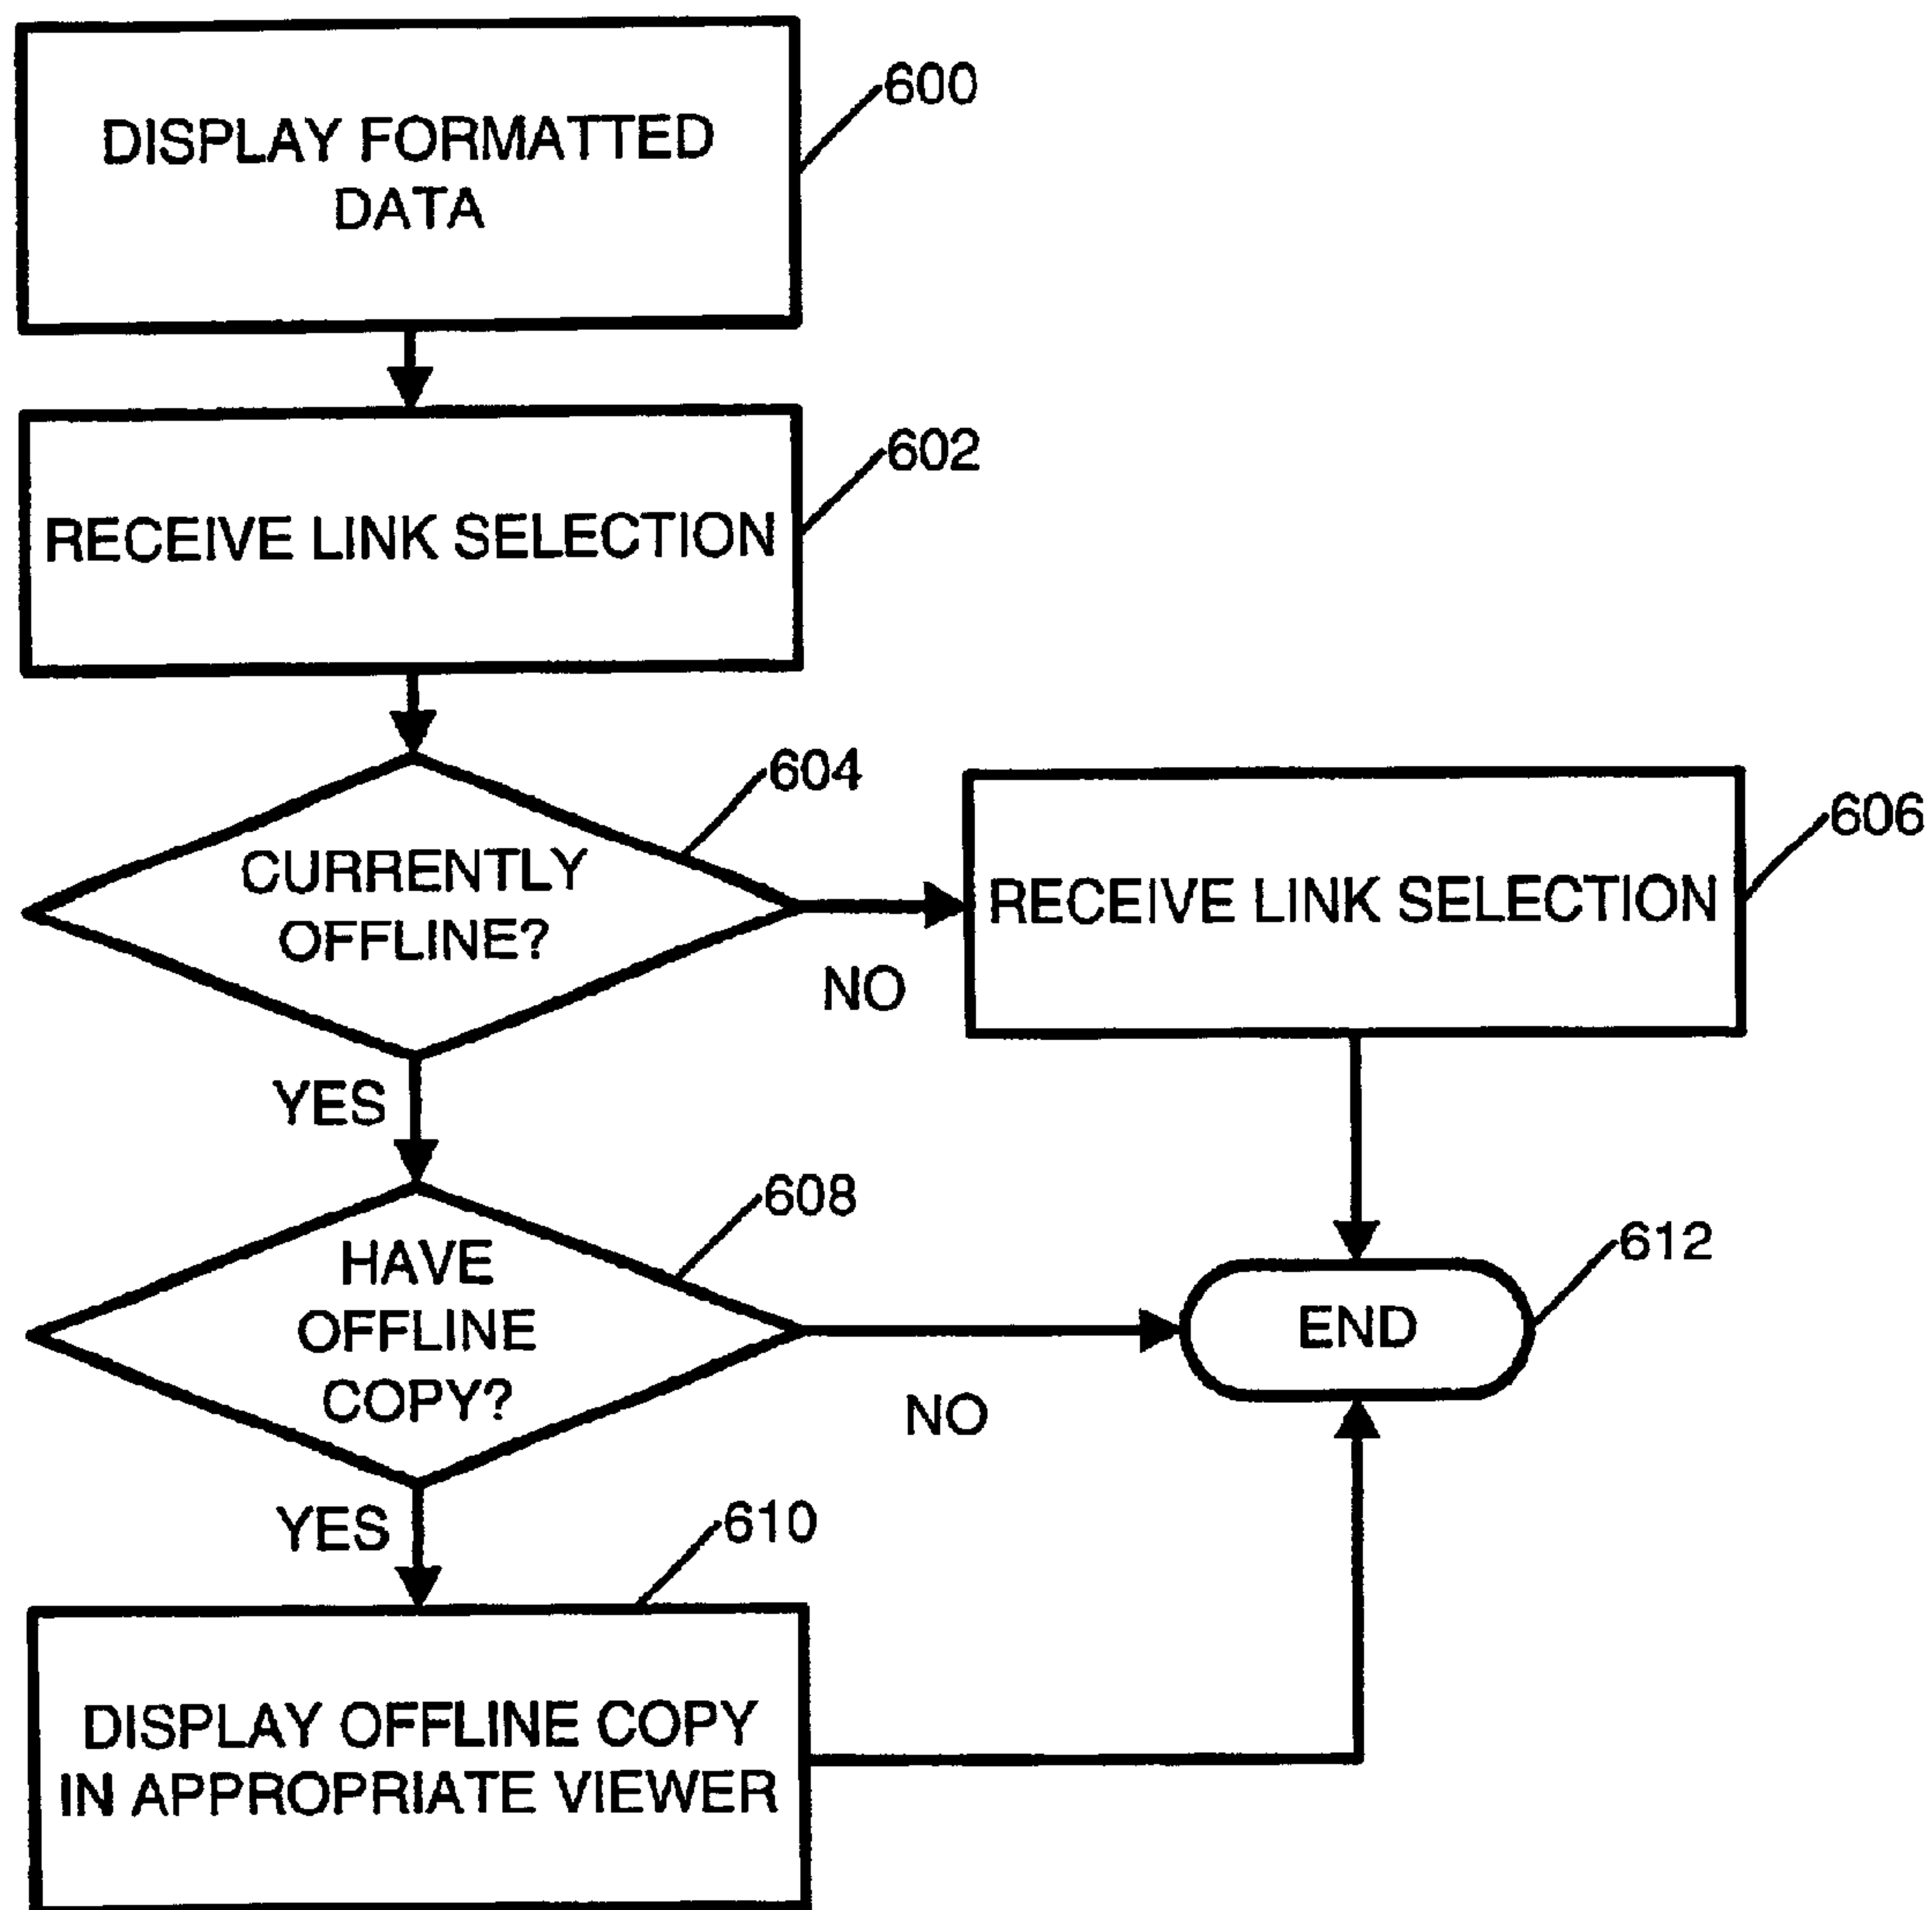 600
DISPLAY FORMATTED
DATA
602
RECEIVE LINK SELECTION
604
CURRENTLY
OFFLINE?
NO
606
RECEIVE LINK SELECTION
YES
608
HAVE
OFFLINE
COPY?
NO
612
END
YES
610
DISPLAY OFFLINE COPY
IN APPROPRIATE VIEWER